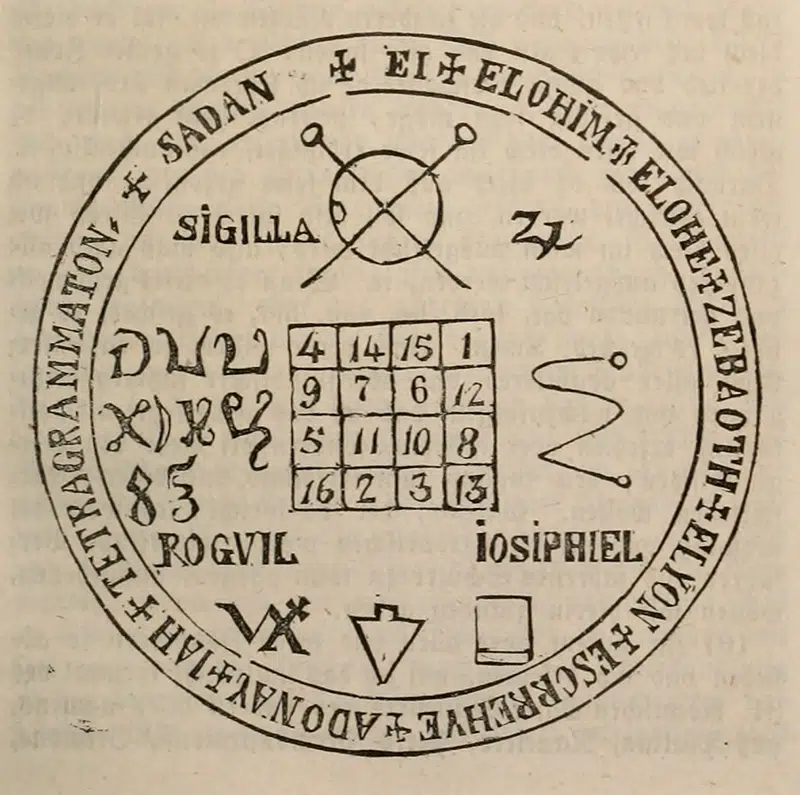 ✠ EI ✠ ELOHIM ✠ ELOHE ✠ ZEBAOTH ✠ ELYON ✠ ESCRREHYE ✠ ADONAY ✠ IAH ✠ TETRAGRAMMATON. ✠ SADAN
SIGILLA
4 14 15 1
9 7 6 12
5 11 10 8
16 2 3 13
ROGVIL
IOSIPHIEL